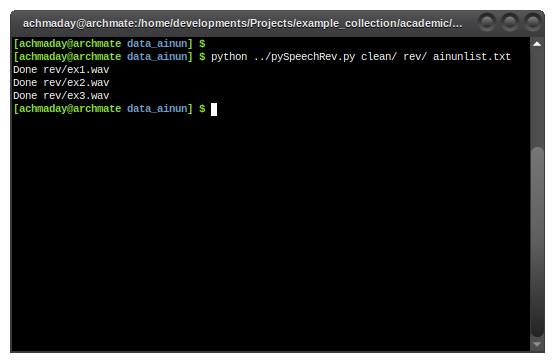 achmaday@archmate:/home/developments/Projects/example_collection/academic/...
[achmaday@archmate data_ainun] $
[achmaday@archmate data_ainun] $ python ../pySpeechRev.py clean/ rev/ ainunlist.txt
Done rev/ex1.wav
Done rev/ex2.wav
Done rev/ex3.wav
[achmaday@archmate data_ainun] $